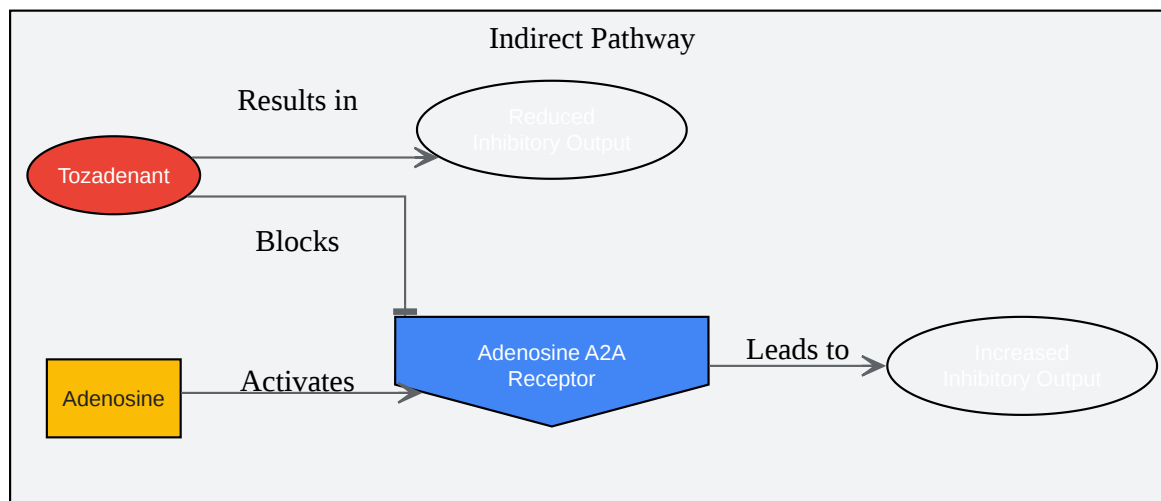 Indirect Pathway
Results in
Reduced
Inhibitory Output
Tozadenant
Blocks
Adenosine A2A
Receptor
Leads to
Increased
Inhibitory Output
Adenosine
Activates